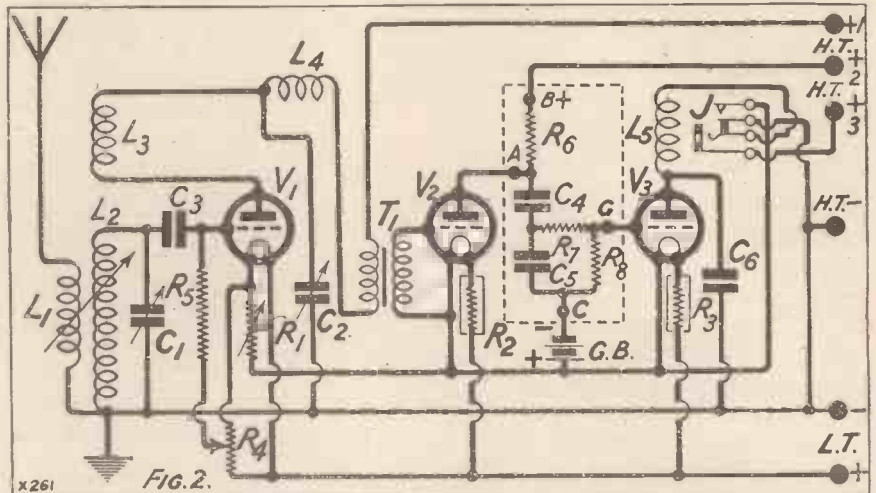 +1
H.T.
+
2
H.T.
+
3
H.T.-
-
L.T.
+
L4
L3
L2
L1
C3
V1
R5
C1
R1
C2
R4
T1
V2
R2
A
B+
R6
C4
G
R7
C5
R8
C
-
+
G.B.
L5
J
V3
C6
R3
X261
FIG.2.